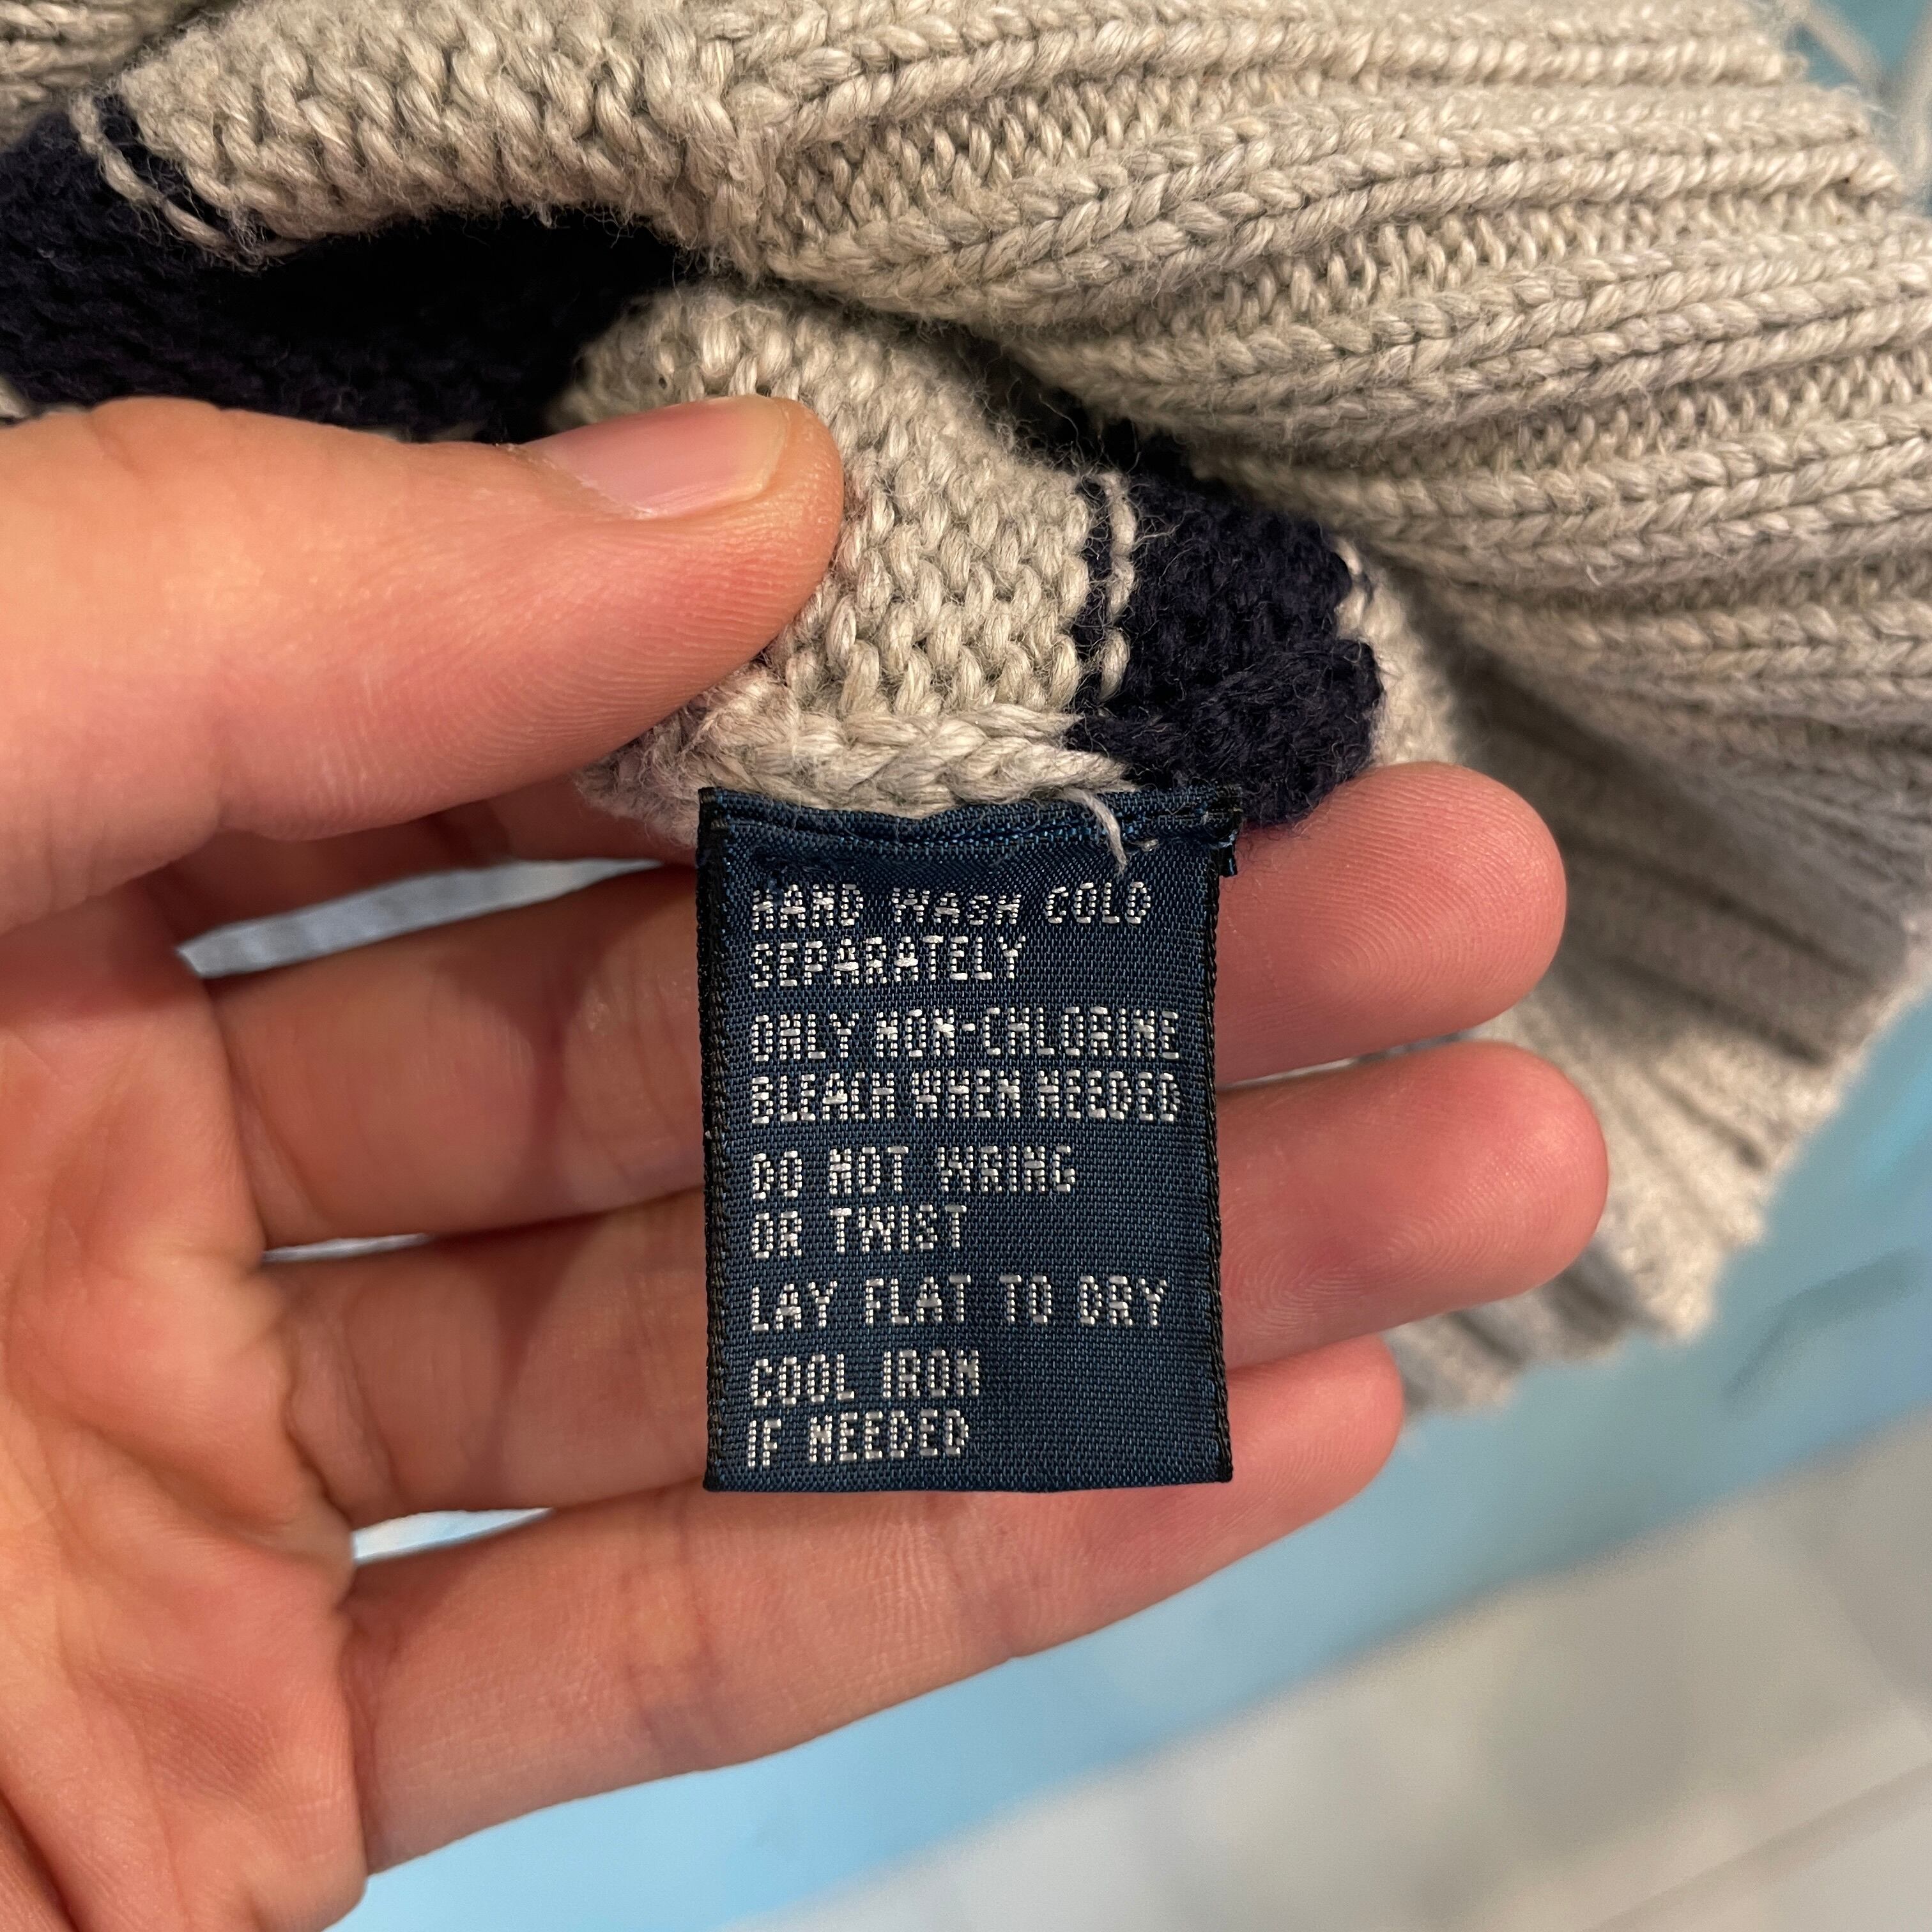 HAND WASH COLD
SEPARATELY
ONLY NON-CHLORINE
BLEACH WHEN NEEDED
DO NOT WRING
OR TWIST
LAY FLAT TO DRY
COOL IRON
IF NEEDED